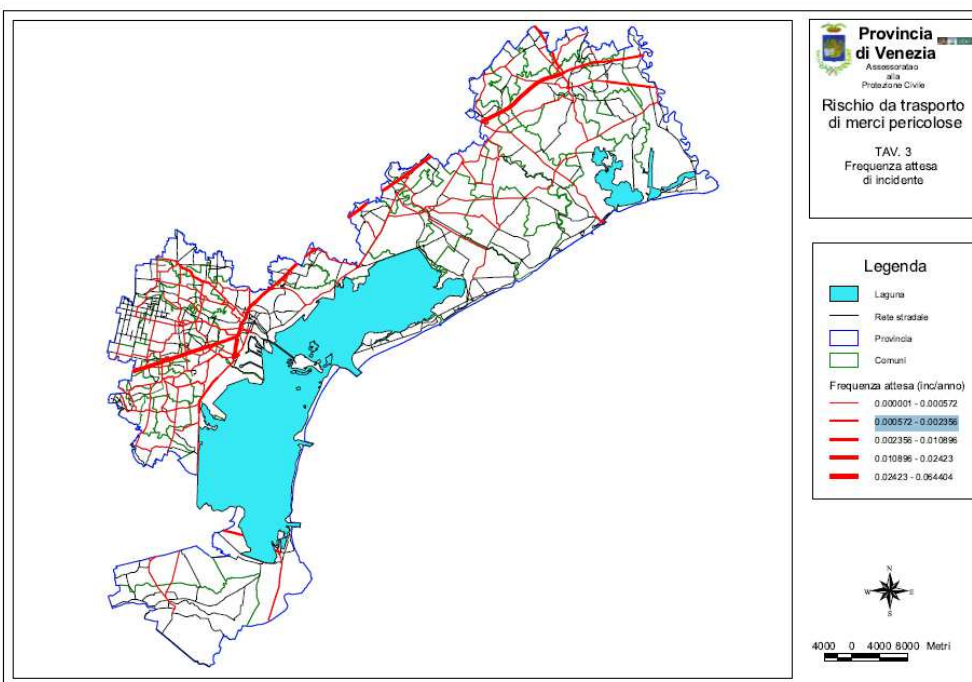 Provincia
di Venezia
Assessoratao
alla
Protezione Civile
Rischio da trasporto
di merci pericolose
TAV. 3
Frequenza attesa
di incidente
Legenda
Laguna
Rete stradale
Provincia
Comuni
Frequenza attesa (inc/anno)
0.000001 - 0.000572
0.000572 - 0.002356
0.002356 - 0.010896
0.010896 - 0.02423
0.02423 - 0.064404
N
W E
S
4000 0 4000 8000 Metri